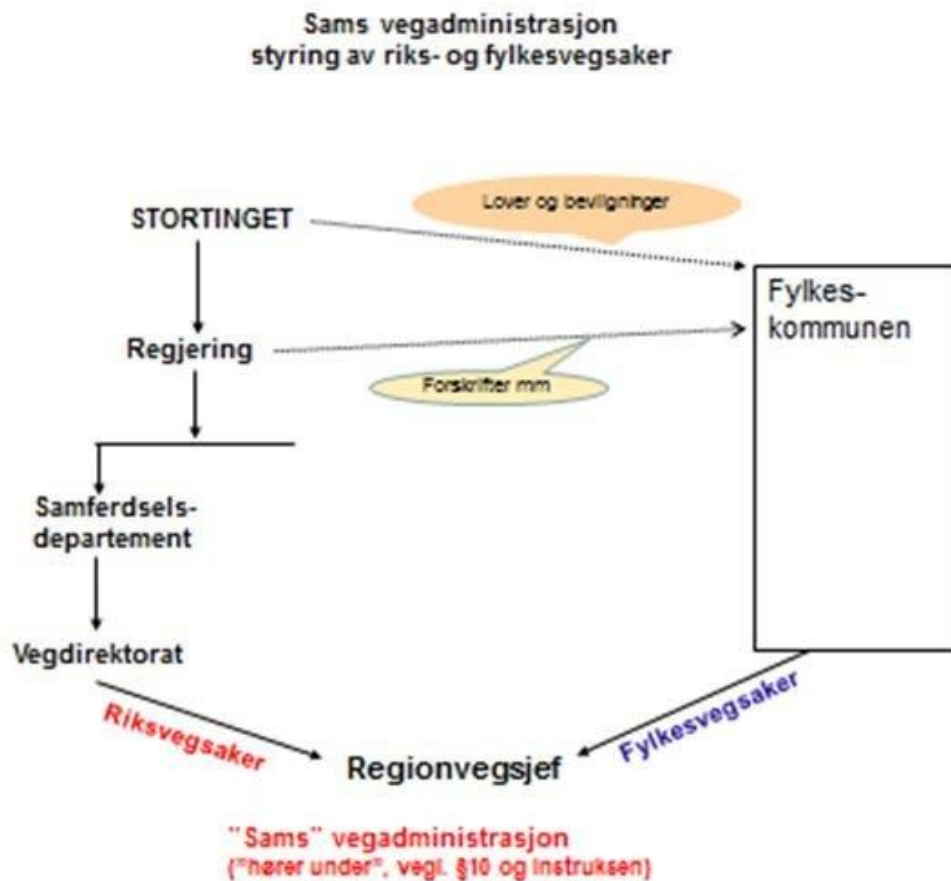 Sams vegadministrasjon
styring av riks- og fylkesvegsaker
Lover og bevilgninger
STORTINGET
Fylkes-
kommunen
Regjering
Forskrifter mm
Samferdsels-
departement
Vegdirektorat
Riksvegsaker
Fylkesvegsaker
Regionvegsjef
"Sams" vegadministrasjon
("hører under", vegl. §10 og instruksen)